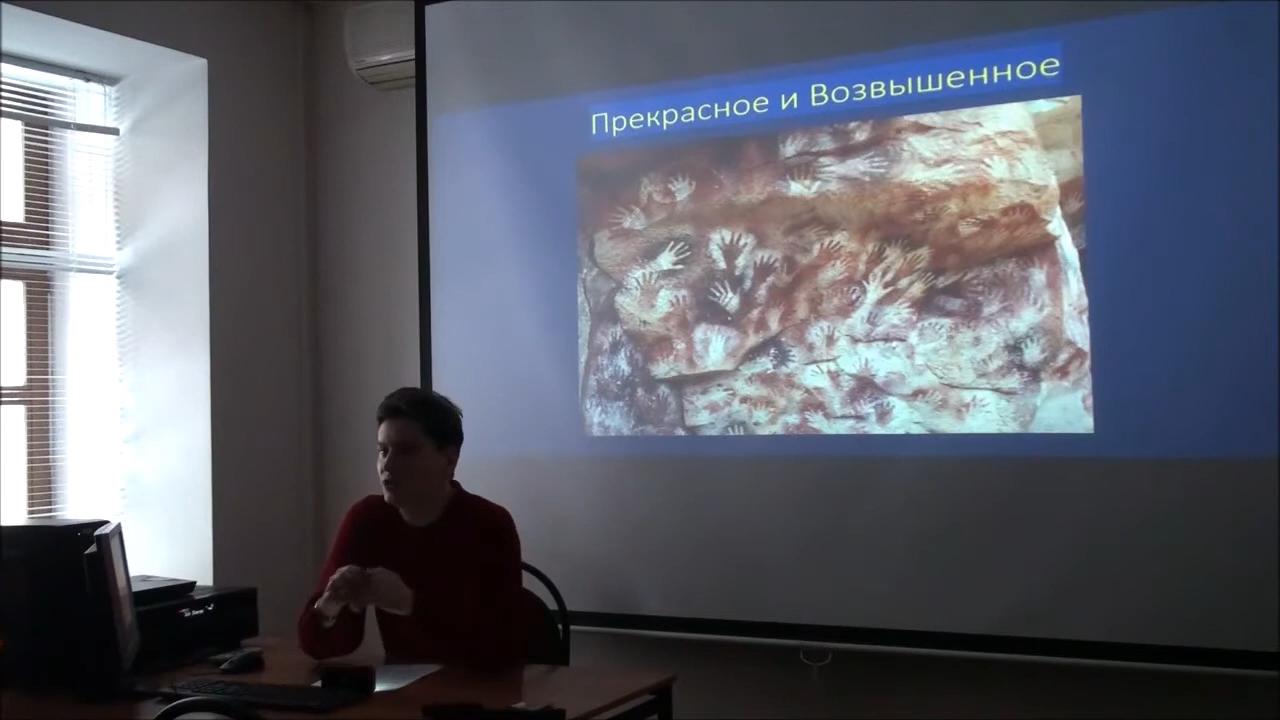 Прекрасное и Возвышенное